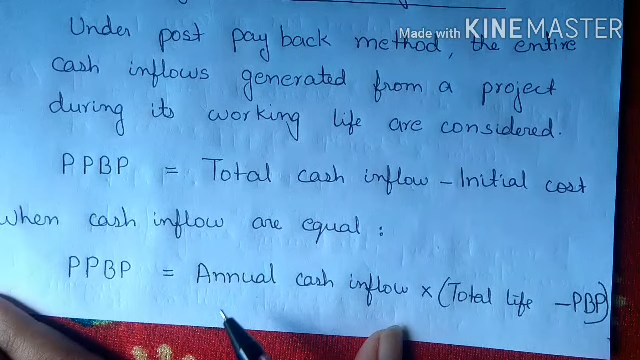 Made with KINEMASTER
Under post pay back method, the entire
cash inflows generated from a project
during its working life are considered.
PPBP = Total cash inflow - Initial cost
when cash inflow are equal :
PPBP = Annual cash inflow × (Total life - PBP)